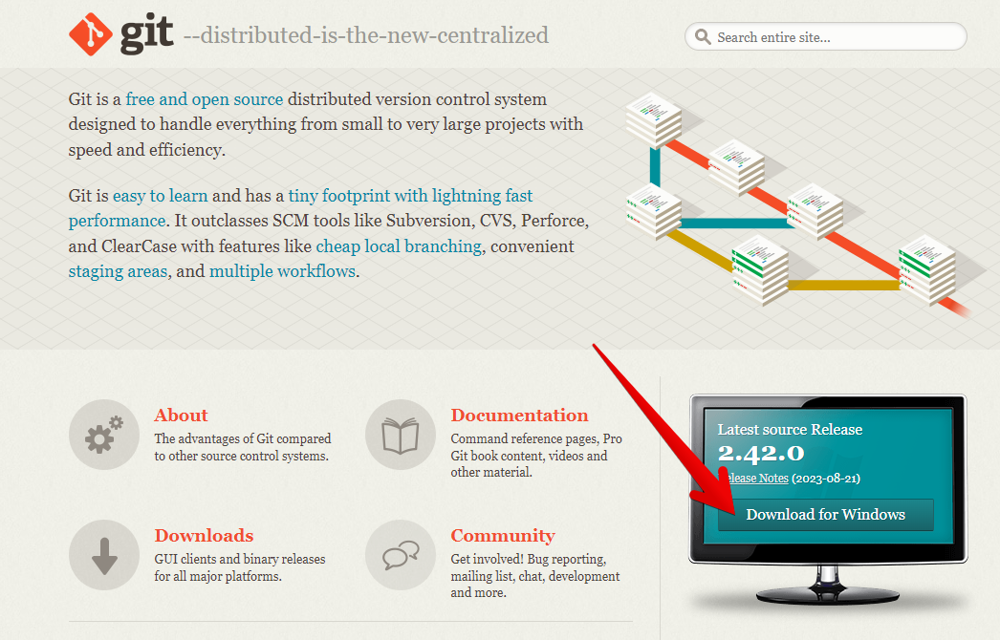 git --distributed-is-the-new-centralized
Search entire site...
Git is a free and open source distributed version control system
designed to handle everything from small to very large projects with
speed and efficiency.
Git is easy to learn and has a tiny footprint with lightning fast
performance. It outclasses SCM tools like Subversion, CVS, Perforce,
and ClearCase with features like cheap local branching, convenient
staging areas, and multiple workflows.
About
The advantages of Git compared
to other source control systems.
Documentation
Command reference pages, Pro
Git book content, videos and
other material.
Downloads
GUI clients and binary releases
for all major platforms.
Community
Get involved! Bug reporting,
mailing list, chat, development
and more.
Latest source Release
2.42.0
Release Notes (2023-08-21)
Download for Windows